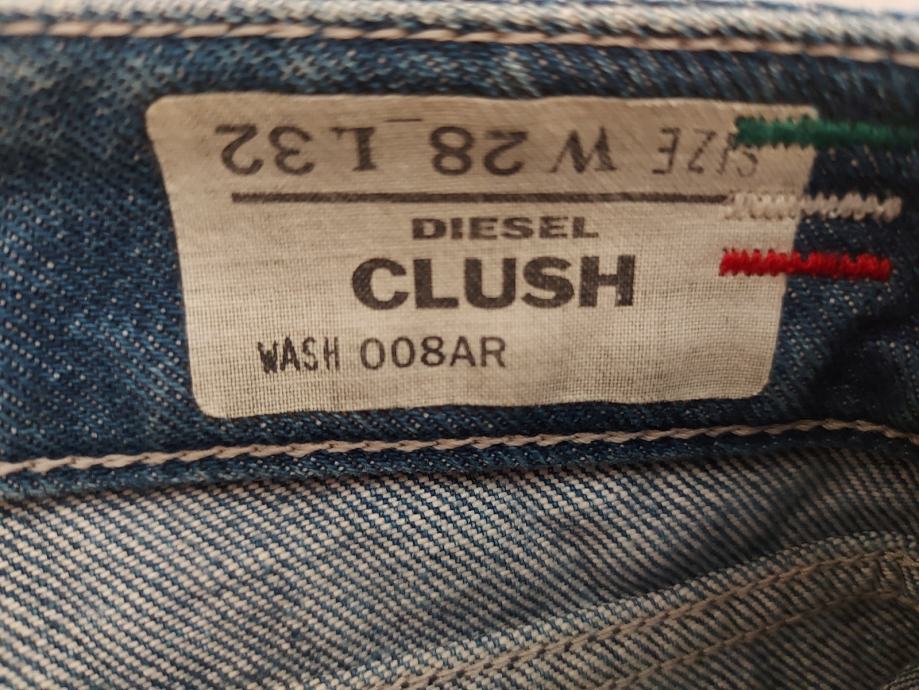 SIZE W 28 L 32
DIESEL
CLUSH
WASH 008AR